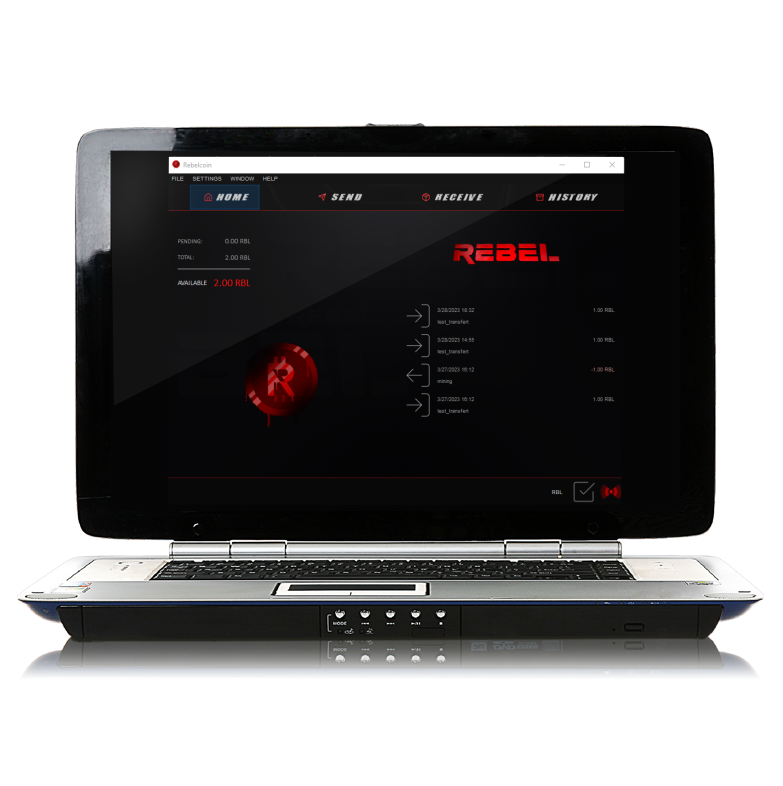 Rebelcoin
FILE SETTINGS WINDOW HELP
HOME SEND RECEIVE HISTORY
PENDING: 0.00 RBL
TOTAL: 2.00 RBL
AVAILABLE 2.00 RBL
REBEL
3/28/2023 16:32 1.00 RBL
test_transfert
3/28/2023 14:55 1.00 RBL
test_transfert
3/27/2023 16:12 -1.00 RBL
mining
3/27/2023 16:12 1.00 RBL
test_transfert
RBL
MODE